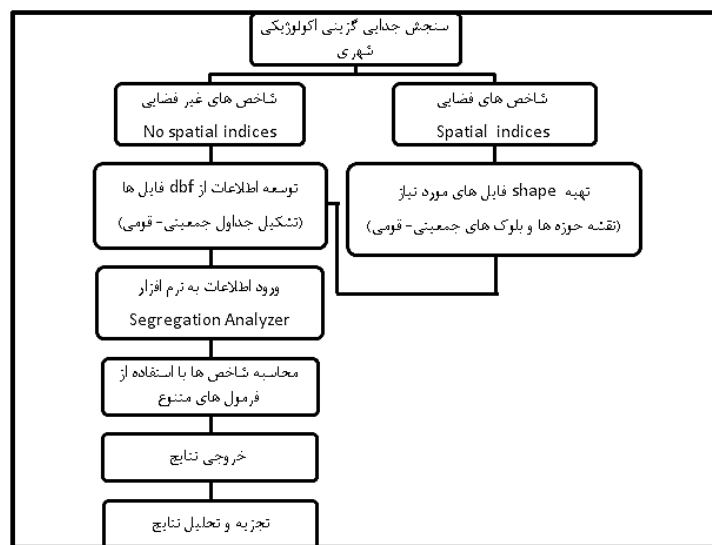 سنجش جدایی گزینی اکولوژیکی
شهری
شاخص های فضایی
Spatial indices
شاخص های غیر فضایی
No spatial indices
تهیه shape فایل های مورد نیاز
(نقشه حوزه ها و بلوک های جمعیتی- قومی)
توسعه اطلاعات از dbf فایل ها
(تشکیل جداول جمعیتی- قومی)
ورود اطلاعات به نرم افزار
Segregation Analyzer
محاسبه شاخص ها با استفاده از
فرمول های متنوع
خروجی نتایج
تجزیه و تحلیل نتایج